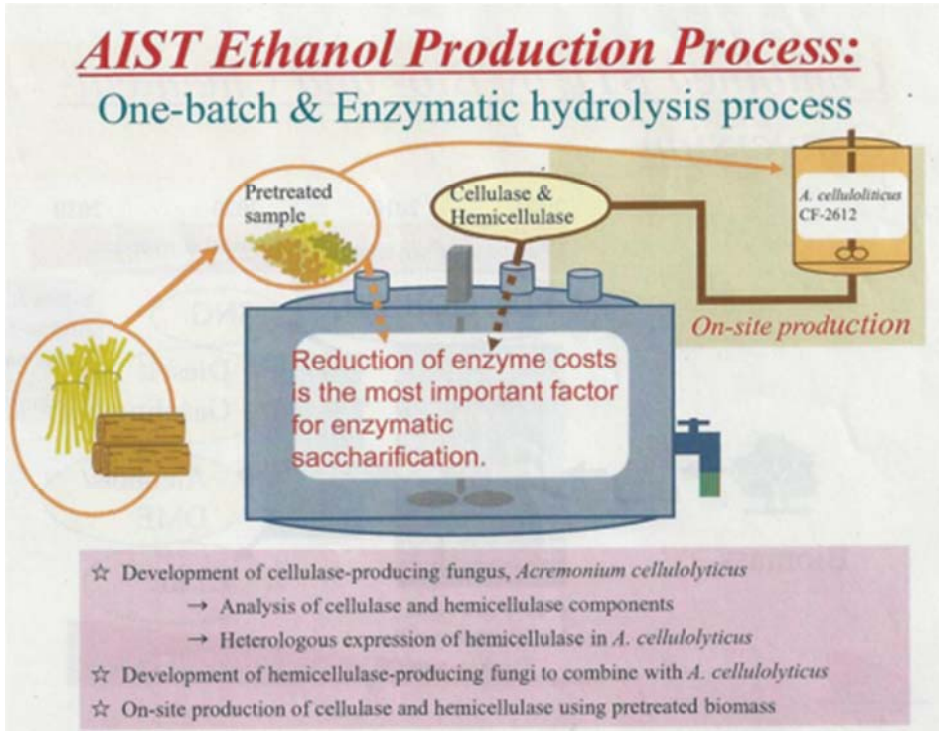 AIST Ethanol Production Process:
One-batch & Enzymatic hydrolysis process
Pretreated
sample
Cellulase &
Hemicellulase
A. celluloliticus
CF-2612
On-site production
Reduction of enzyme costs
is the most important factor
for enzymatic
saccharification.
☆ Development of cellulase-producing fungus, Acremonium cellulolyticus
→ Analysis of cellulase and hemicellulase components
→ Heterologous expression of hemicellulase in A. cellulolyticus
☆ Development of hemicellulase-producing fungi to combine with A. cellulolyticus
☆ On-site production of cellulase and hemicellulase using pretreated biomass